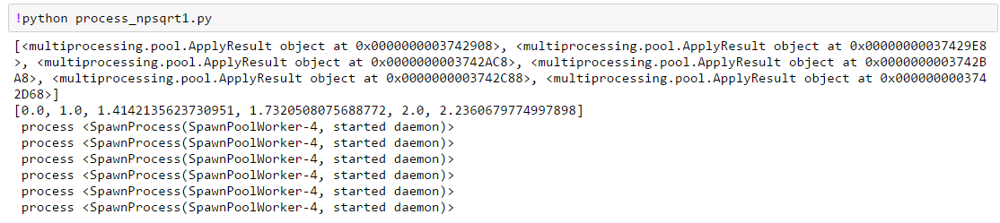 !python process_npsqrt1.py
[<multiprocessing.pool.ApplyResult object at 0x0000000003742908>, <multiprocessing.pool.ApplyResult object at 0x00000000037429E8
>, <multiprocessing.pool.ApplyResult object at 0x0000000003742AC8>, <multiprocessing.pool.ApplyResult object at 0x0000000003742B
A8>, <multiprocessing.pool.ApplyResult object at 0x0000000003742C88>, <multiprocessing.pool.ApplyResult object at 0x000000000374
2D68>]
[0.0, 1.0, 1.4142135623730951, 1.7320508075688772, 2.0, 2.2360679774997898]
 process <SpawnProcess(SpawnPoolWorker-4, started daemon)>
 process <SpawnProcess(SpawnPoolWorker-4, started daemon)>
 process <SpawnProcess(SpawnPoolWorker-4, started daemon)>
 process <SpawnProcess(SpawnPoolWorker-4, started daemon)>
 process <SpawnProcess(SpawnPoolWorker-4, started daemon)>
 process <SpawnProcess(SpawnPoolWorker-4, started daemon)>